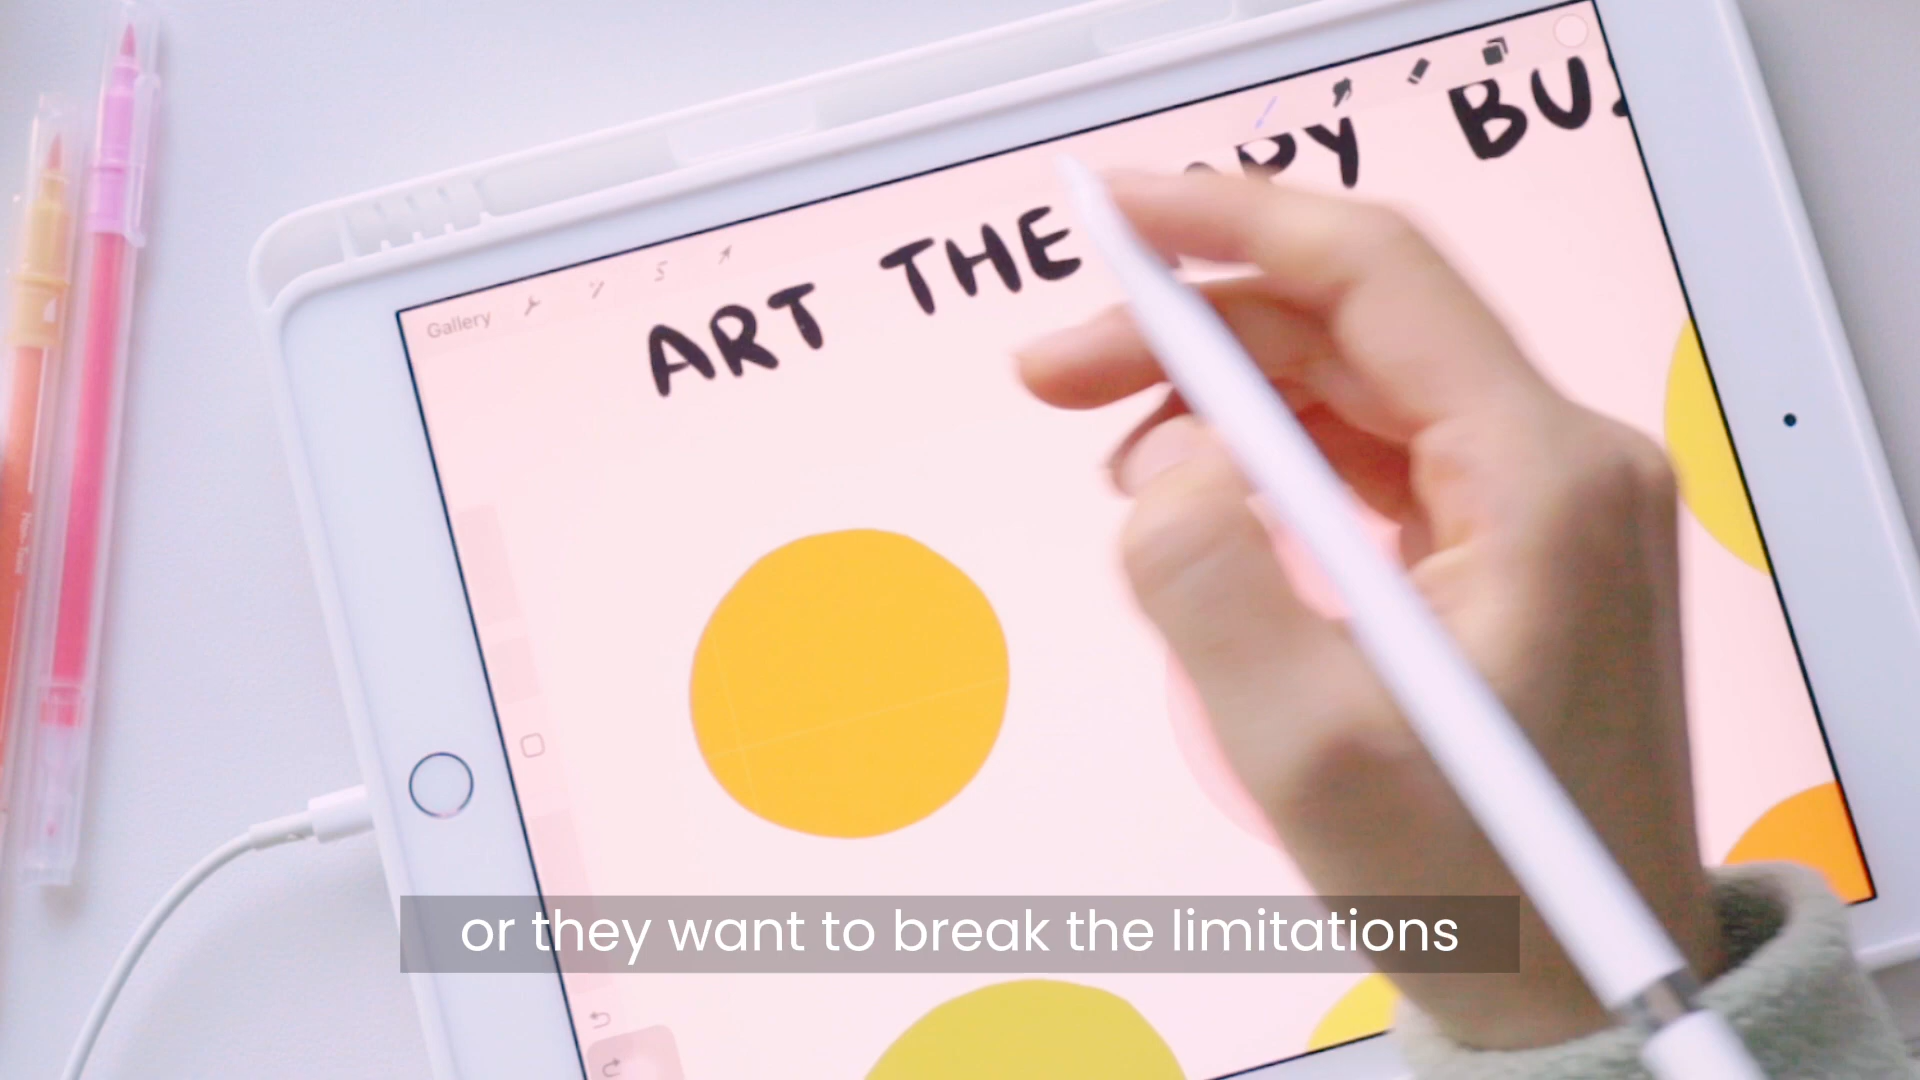 Gallery
ART THE
BU
or they want to break the limitations